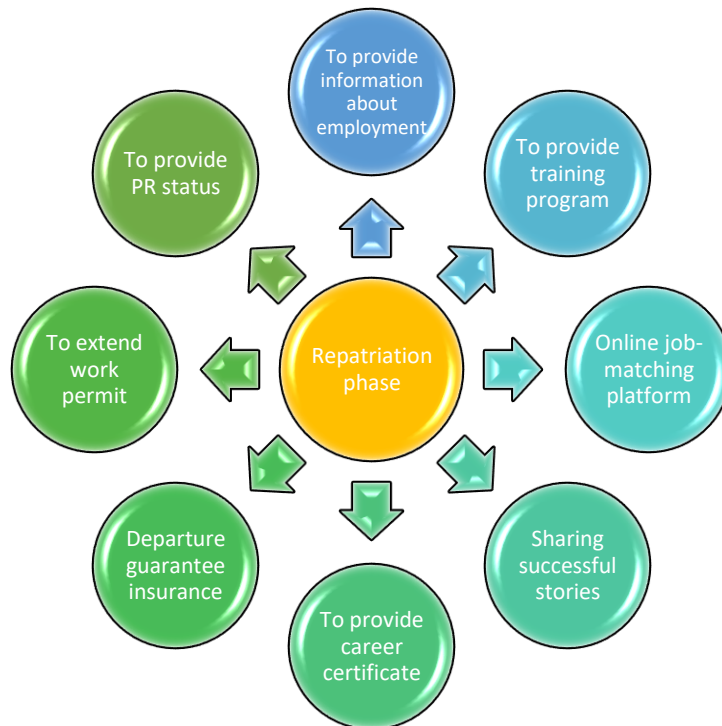 To provide
information
about
employment
To provide
training
program
Online job-
matching
platform
Sharing
successful
stories
To provide
career
certificate
Departure
guarantee
insurance
To extend
work
permit
To provide
PR status
Repatriation
phase